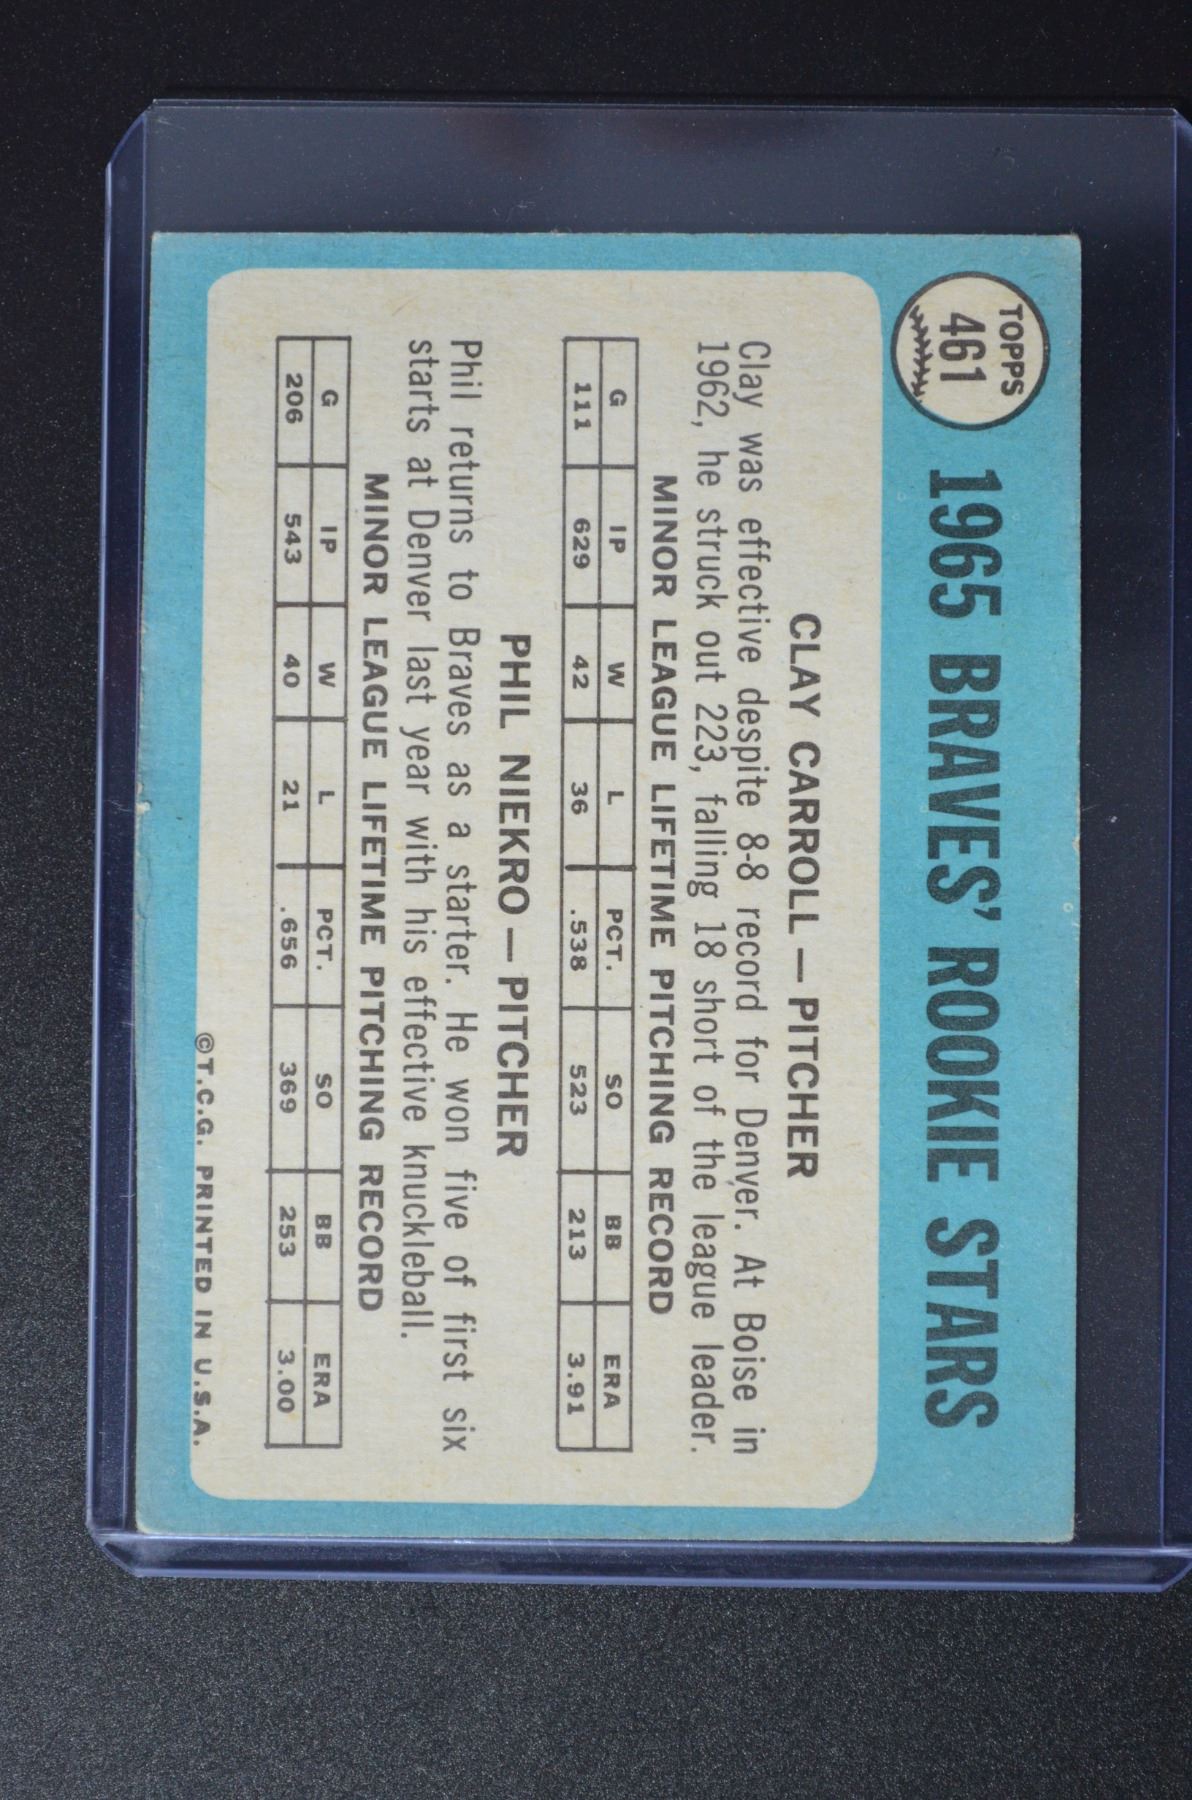 TOPPS
461
1965 BRAVES' ROOKIE STARS
CLAY CARROLL — PITCHER
Clay was effective despite 8-8 record for Denver. At Boise in
1962, he struck out 223, falling 18 short of the league leader.
MINOR LEAGUE LIFETIME PITCHING RECORD
G IP W L PCT. SO BB ERA
111 629 42 36 .538 523 213 3.91
PHIL NIEKRO — PITCHER
Phil returns to Braves as a starter. He won five of first six
starts at Denver last year with his effective knuckleball.
MINOR LEAGUE LIFETIME PITCHING RECORD
G IP W L PCT. SO BB ERA
206 543 40 21 .656 369 253 3.00
©T.C.G. PRINTED IN U.S.A.